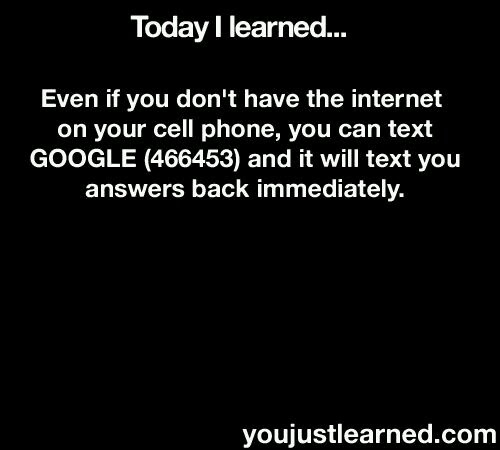 Today I learned...
Even if you don't have the internet
on your cell phone, you can text
GOOGLE (466453) and it will text you
answers back immediately.
youjustlearned.com